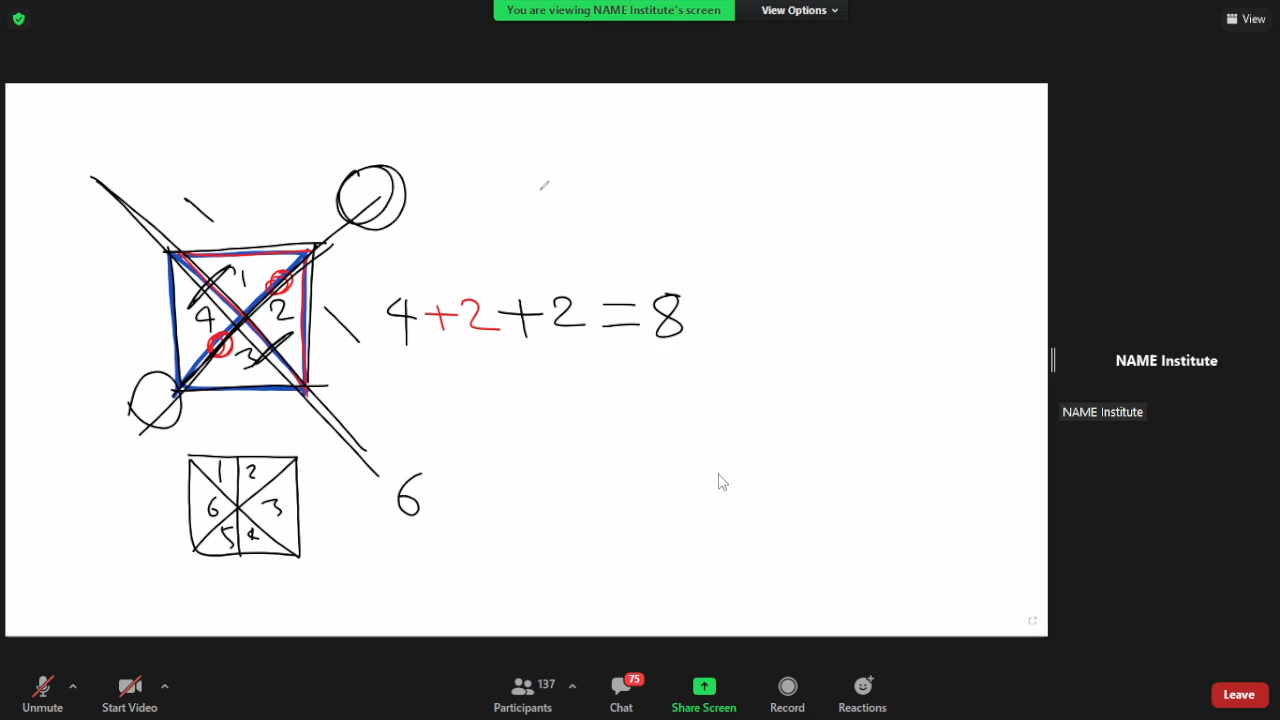 You are viewing NAME Institute's screen
View Options
View
1
4
2
3
4+2+2=8
1 2
6 3
5 4
6
NAME Institute
NAME Institute
Unmute
Start Video
137
Participants
75
Chat
Share Screen
Record
Reactions
Leave